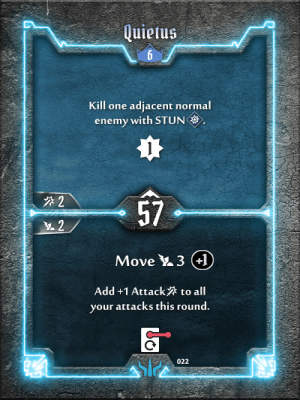 Quietus
6
Kill one adjacent normal
enemy with STUN.
1
2
57
2
Move 3 +1
Add +1 Attack to all
your attacks this round.
022